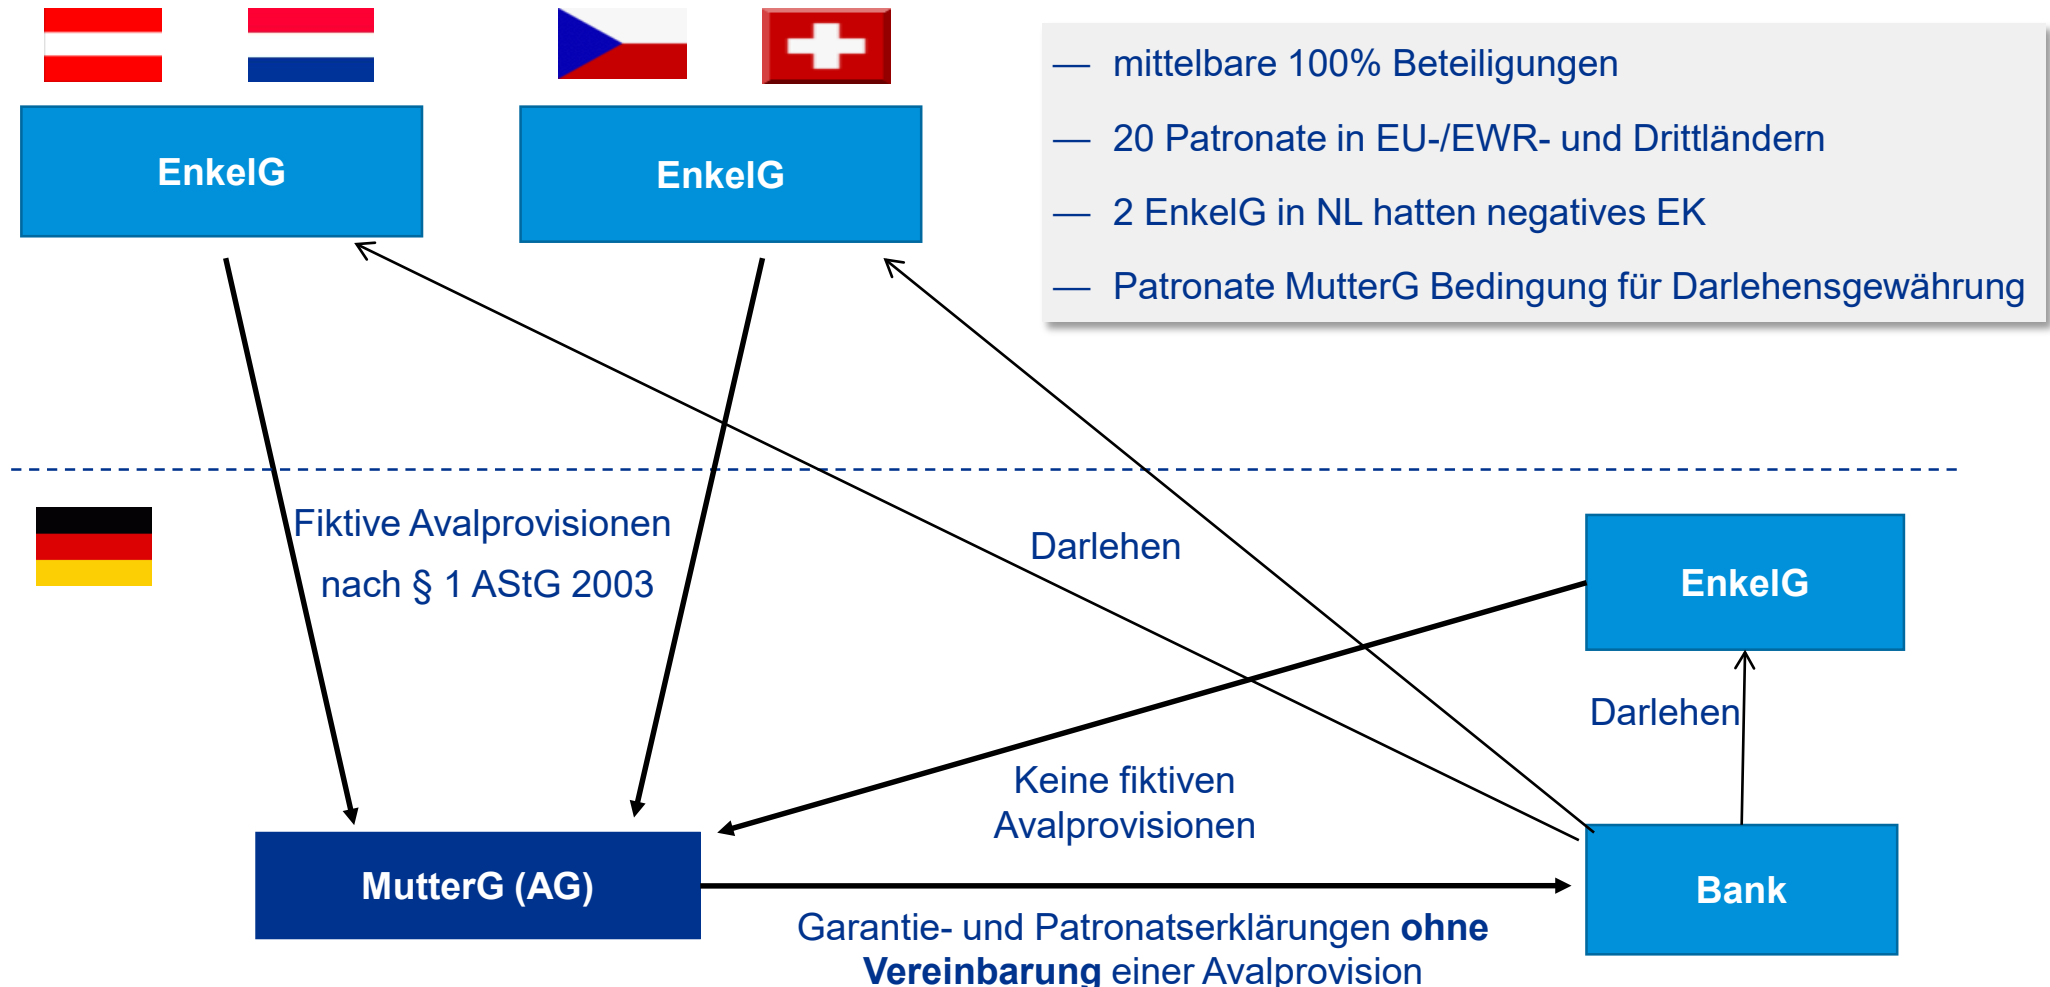 EnkelG
EnkelG
— mittelbare 100% Beteiligungen
— 20 Patronate in EU-/EWR- und Drittländern
— 2 EnkelG in NL hatten negatives EK
— Patronate MutterG Bedingung für Darlehensgewährung
Fiktive Avalprovisionen
nach § 1 AStG 2003
Darlehen
EnkelG
Darlehen
Keine fiktiven
Avalprovisionen
MutterG (AG)
Bank
Garantie- und Patronatserklärungen ohne
Vereinbarung einer Avalprovision